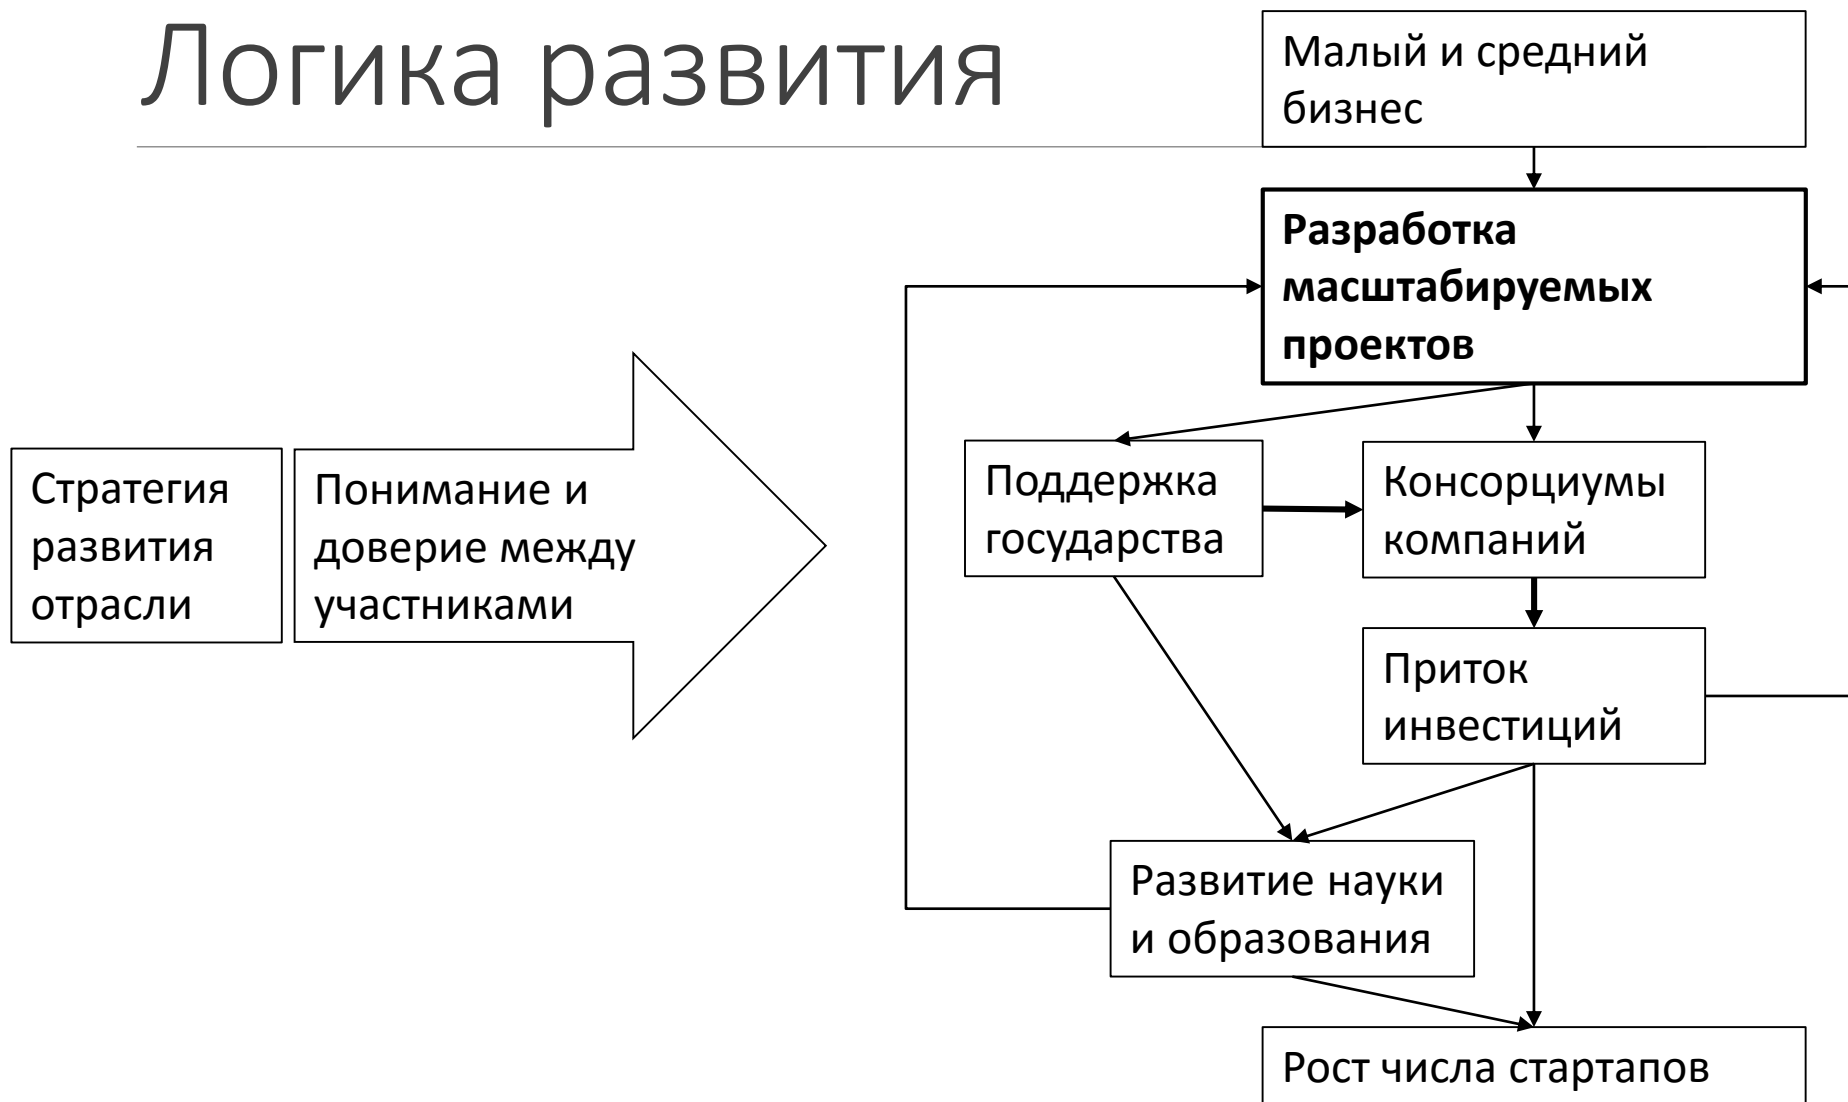 Логика развития
Малый и средний
бизнес
Разработка
масштабируемых
проектов
Стратегия
развития
отрасли
Понимание и
доверие между
участниками
Поддержка
государства
Консорциумы
компаний
Приток
инвестиций
Развитие науки
и образования
Рост числа стартапов